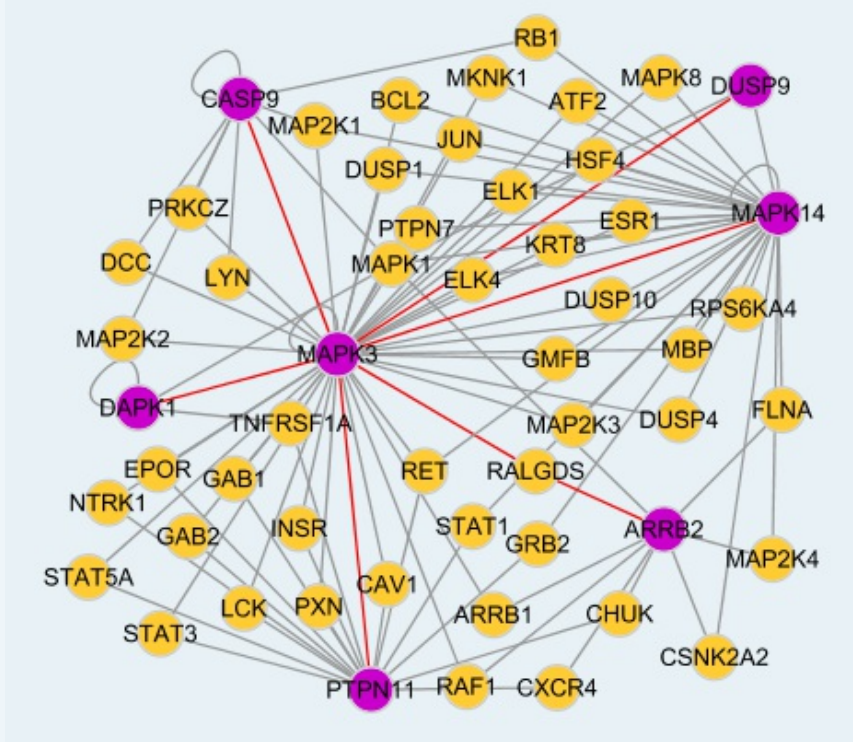 RB1
MKNK1
MAPK8
DUSP9
CASP9
BCL2
ATF2
MAP2K1
JUN
HSF4
DUSP1
ELK1
PRKCZ
PTPN7
ESR1
MAPK14
KRT8
DCC
LYN
MAPK1
ELK4
DUSP10
RPS6KA4
MAP2K2
MAPK3
GMFB
MBP
DAPK1
TNFRSF1A
MAP2K3
DUSP4
FLNA
EPOR
GAB1
RET
RALGDS
NTRK1
GAB2
INSR
STAT1
GRB2
ARRB2
MAP2K4
STAT5A
CAV1
LCK
PXN
ARRB1
CHUK
STAT3
CSNK2A2
PTPN11
RAF1
CXCR4